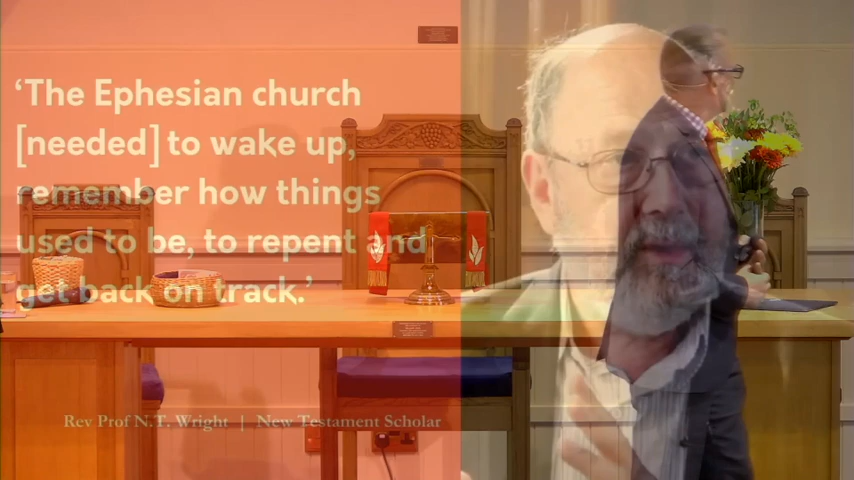 ‘The Ephesian church
[needed] to wake up,
remember how things
used to be, to repent and
get back on track.’
Rev Prof N.T. Wright | New Testament Scholar